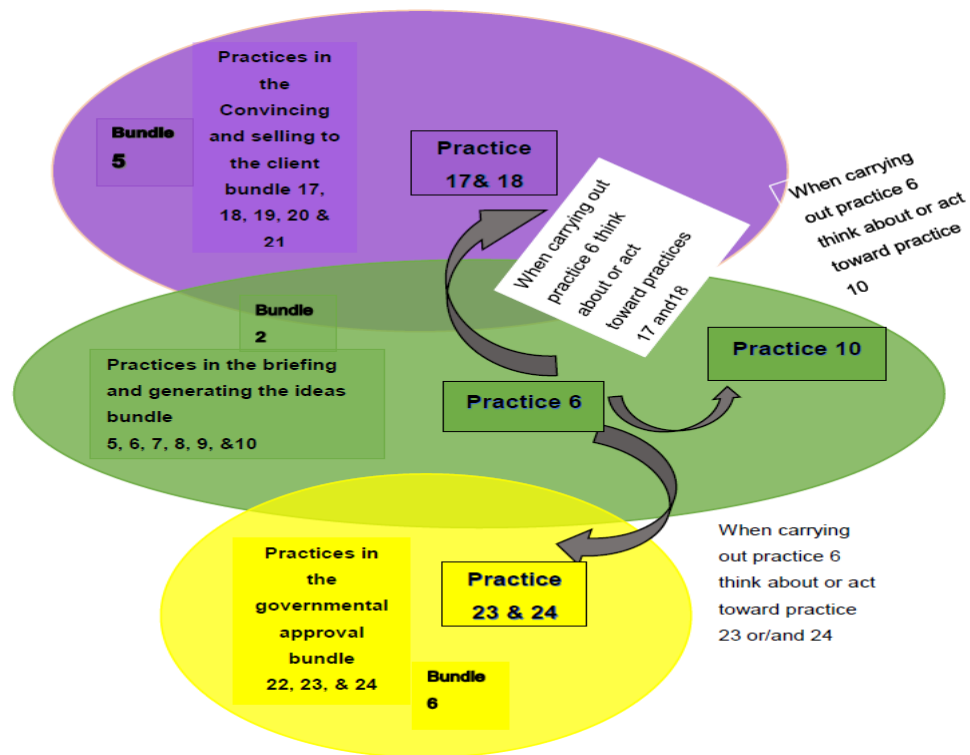 Practices in
the
Convincing
and selling to
the client
bundle 17,
18, 19, 20 &
21
Bundle
5
Practice
17& 18
When carrying out
practice 6 think
about or act
toward practices
17 and18
When carrying
out practice 6
think about or act
toward practice
10
Bundle
2
Practices in the briefing
and generating the ideas
bundle
5, 6, 7, 8, 9, &10
Practice 6
Practice 10
When carrying
out practice 6
think about or act
toward practice
23 or/and 24
Practices in
the
governmental
approval
bundle
22, 23, & 24
Practice
23 & 24
Bundle
6